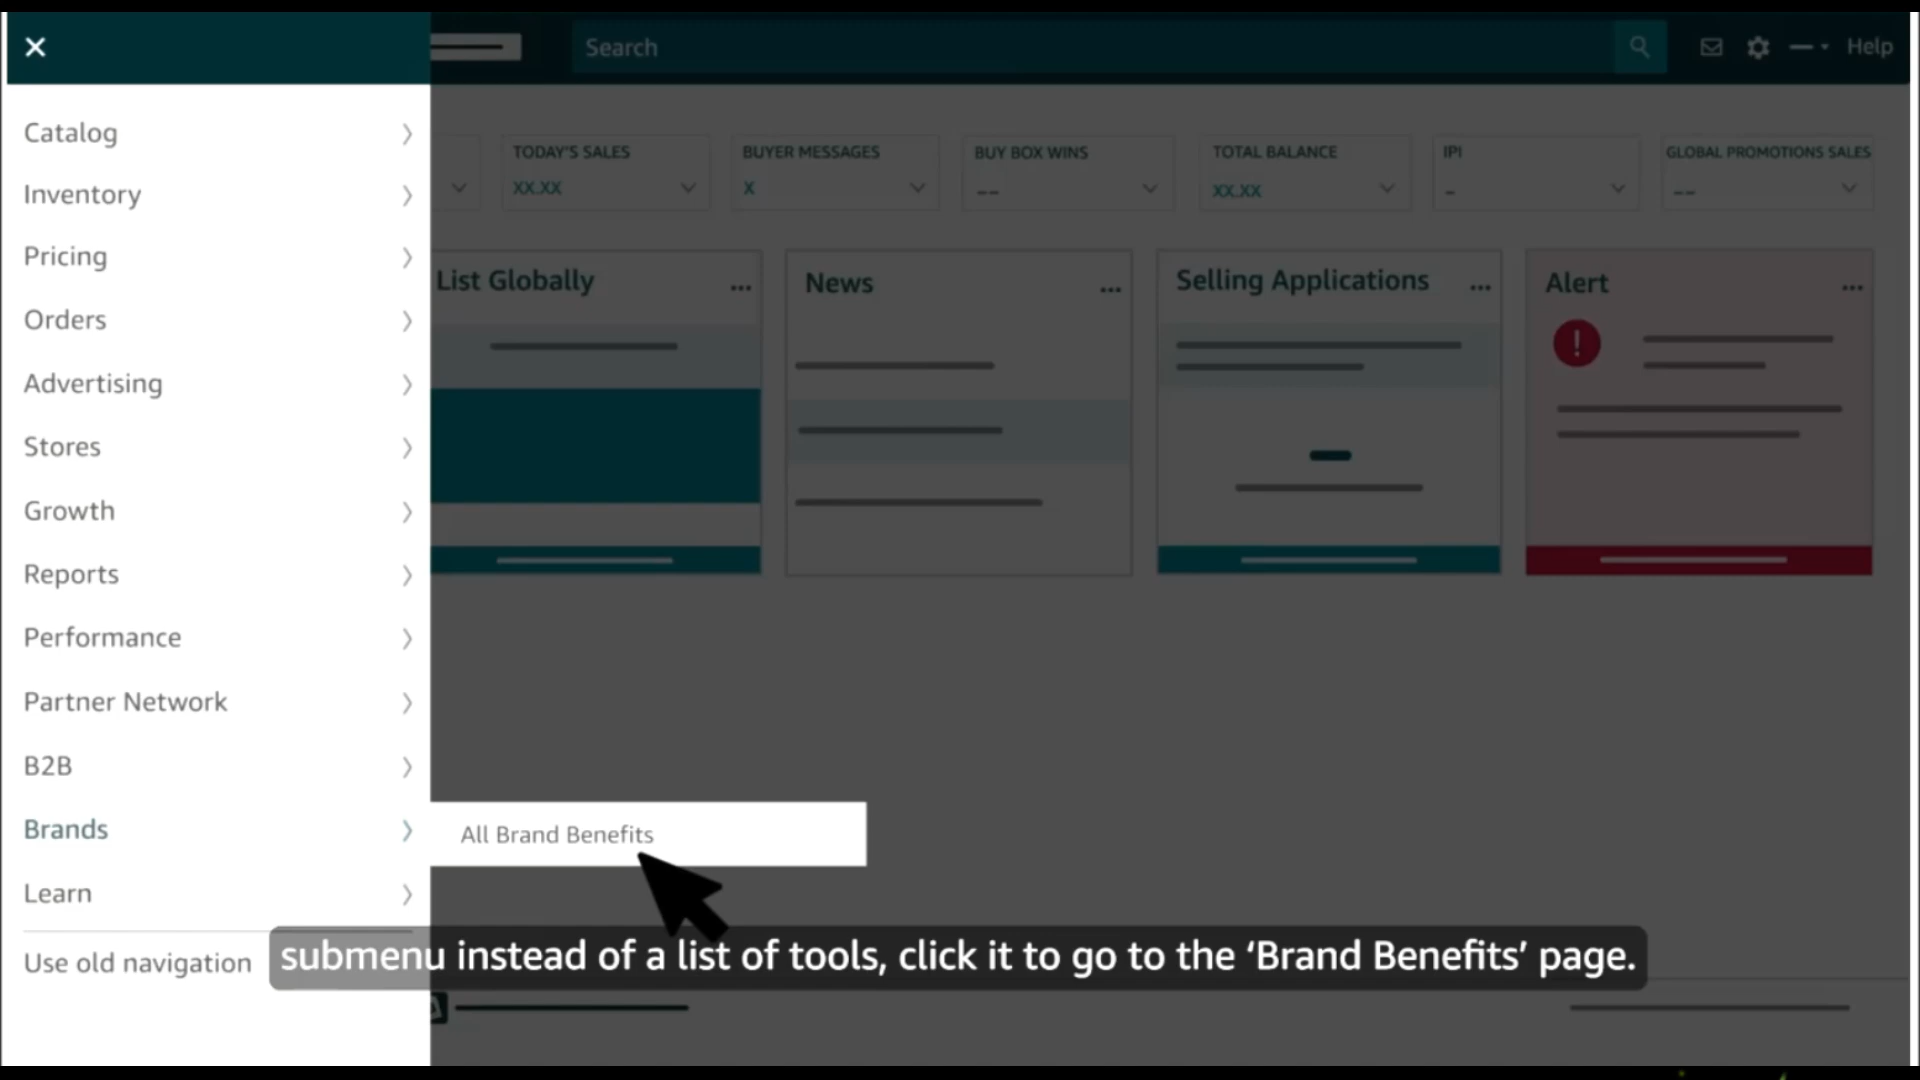 Search
Help
Catalog
Inventory
Pricing
Orders
Advertising
Stores
Growth
Reports
Performance
Partner Network
B2B
Brands
Learn
Use old navigation
TODAY'S SALES
XX.XX
BUYER MESSAGES
X
BUY BOX WINS
--
TOTAL BALANCE
XX.XX
IPI
-
GLOBAL PROMOTIONS SALES
--
List Globally
News
Selling Applications
Alert
!
All Brand Benefits
submenu instead of a list of tools, click it to go to the ‘Brand Benefits’ page.